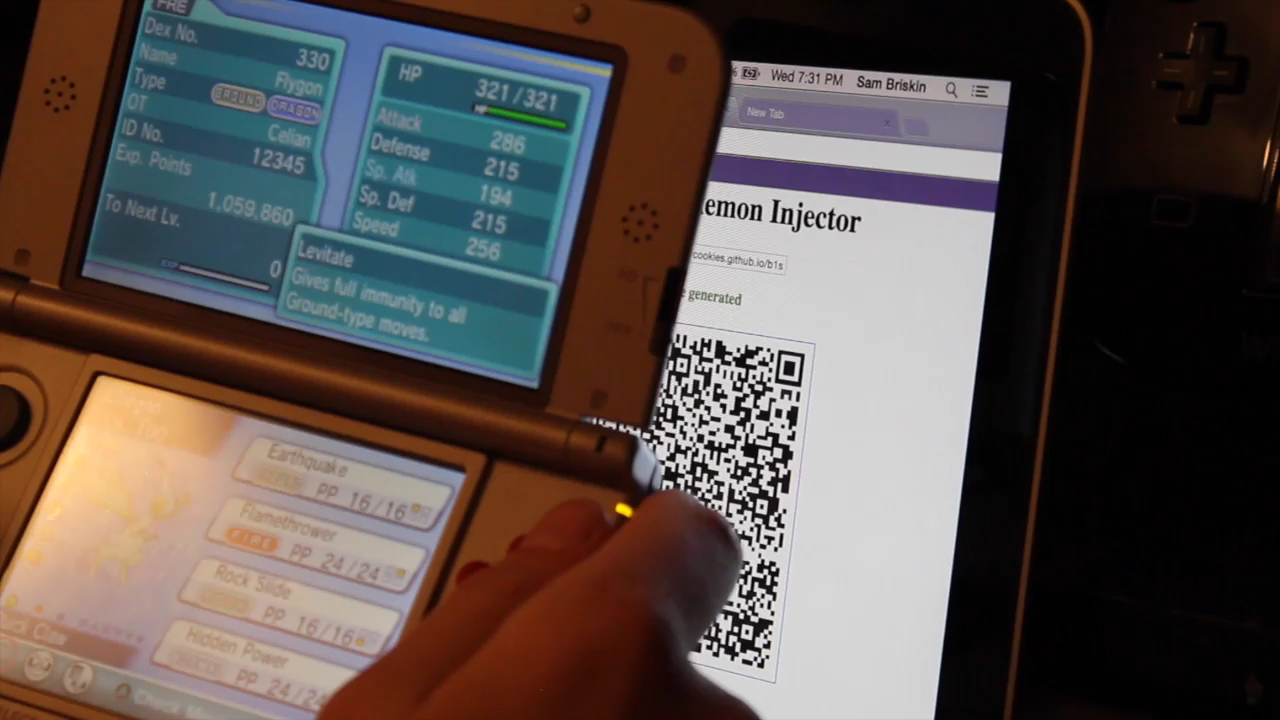 PRE
Dex No. 330
Name Flygon
Type GROUND DRAGON
OT Celian
ID No. 12345
Exp. Points
1,059,860
To Next Lv.
EXP 0
HP 321/321
HP
Attack 286
Defense 215
Sp. Atk 194
Sp. Def 215
Speed 256
Levitate
Gives full immunity to all
Ground-type moves.
Earthquake
PP 16/16
Flamethrower
FIRE PP 24/24
Rock Slide
PP 16/16
Hidden Power
PP 24/24
Wed 7:31 PM Sam Briskin
New Tab
emon Injector
cookies.github.io/b1s
generated